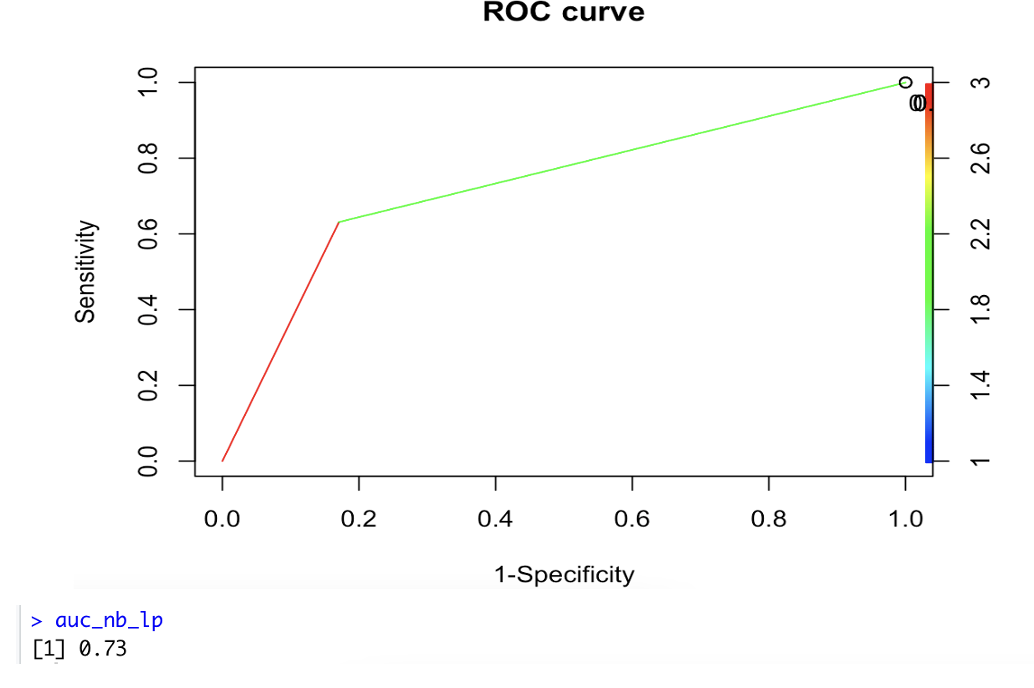 ROC curve
Sensitivity
0.0 0.2 0.4 0.6 0.8 1.0
1 1.4 1.8 2.2 2.6 3
0.0 0.2 0.4 0.6 0.8 1.0
1-Specificity
> auc_nb_lp
[1] 0.73